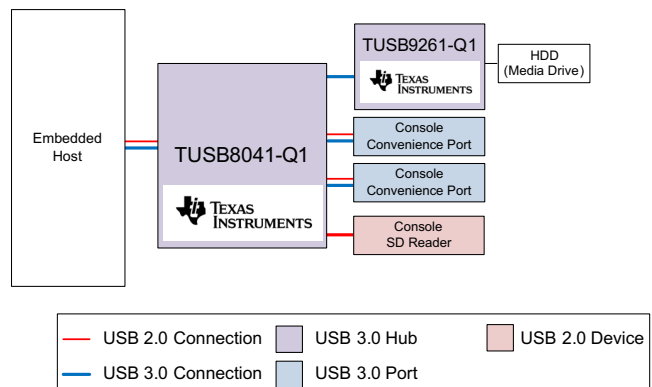 TUSB9261-Q1
TEXAS
INSTRUMENTS
HDD
(Media Drive)
Embedded
Host
TUSB8041-Q1
TEXAS
INSTRUMENTS
Console
Convenience Port
Console
Convenience Port
Console
SD Reader
USB 2.0 Connection
USB 3.0 Hub
USB 2.0 Device
USB 3.0 Connection
USB 3.0 Port